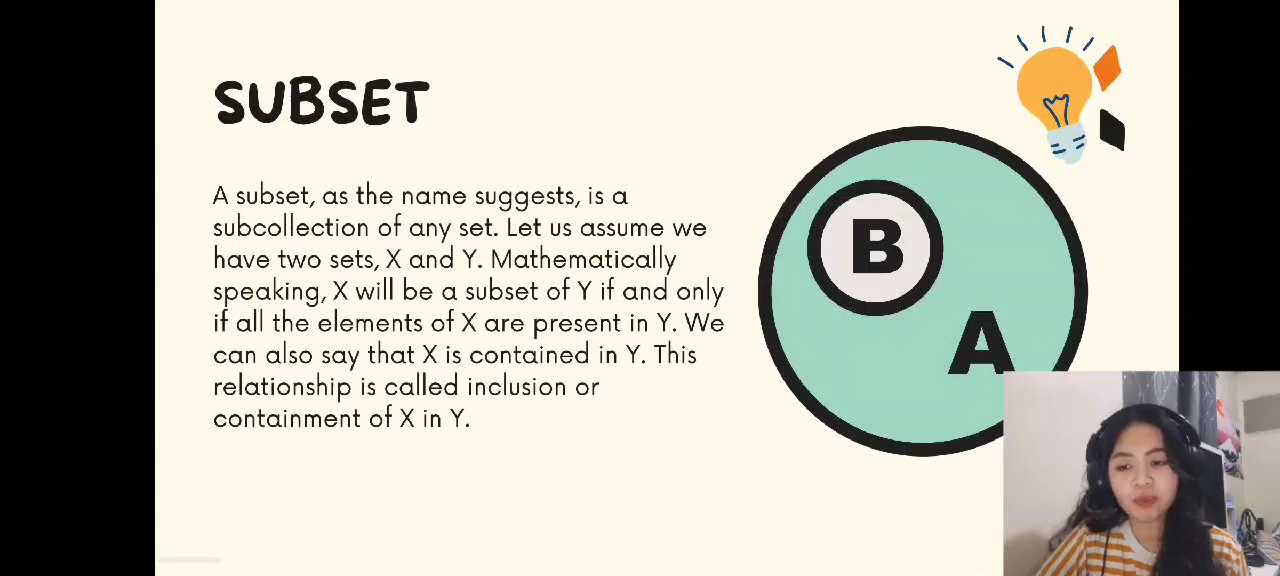 SUBSET
A subset, as the name suggests, is a
subcollection of any set. Let us assume we
have two sets, X and Y. Mathematically
speaking, X will be a subset of Y if and only
if all the elements of X are present in Y. We
can also say that X is contained in Y. This
relationship is called inclusion or
containment of X in Y.
B
A